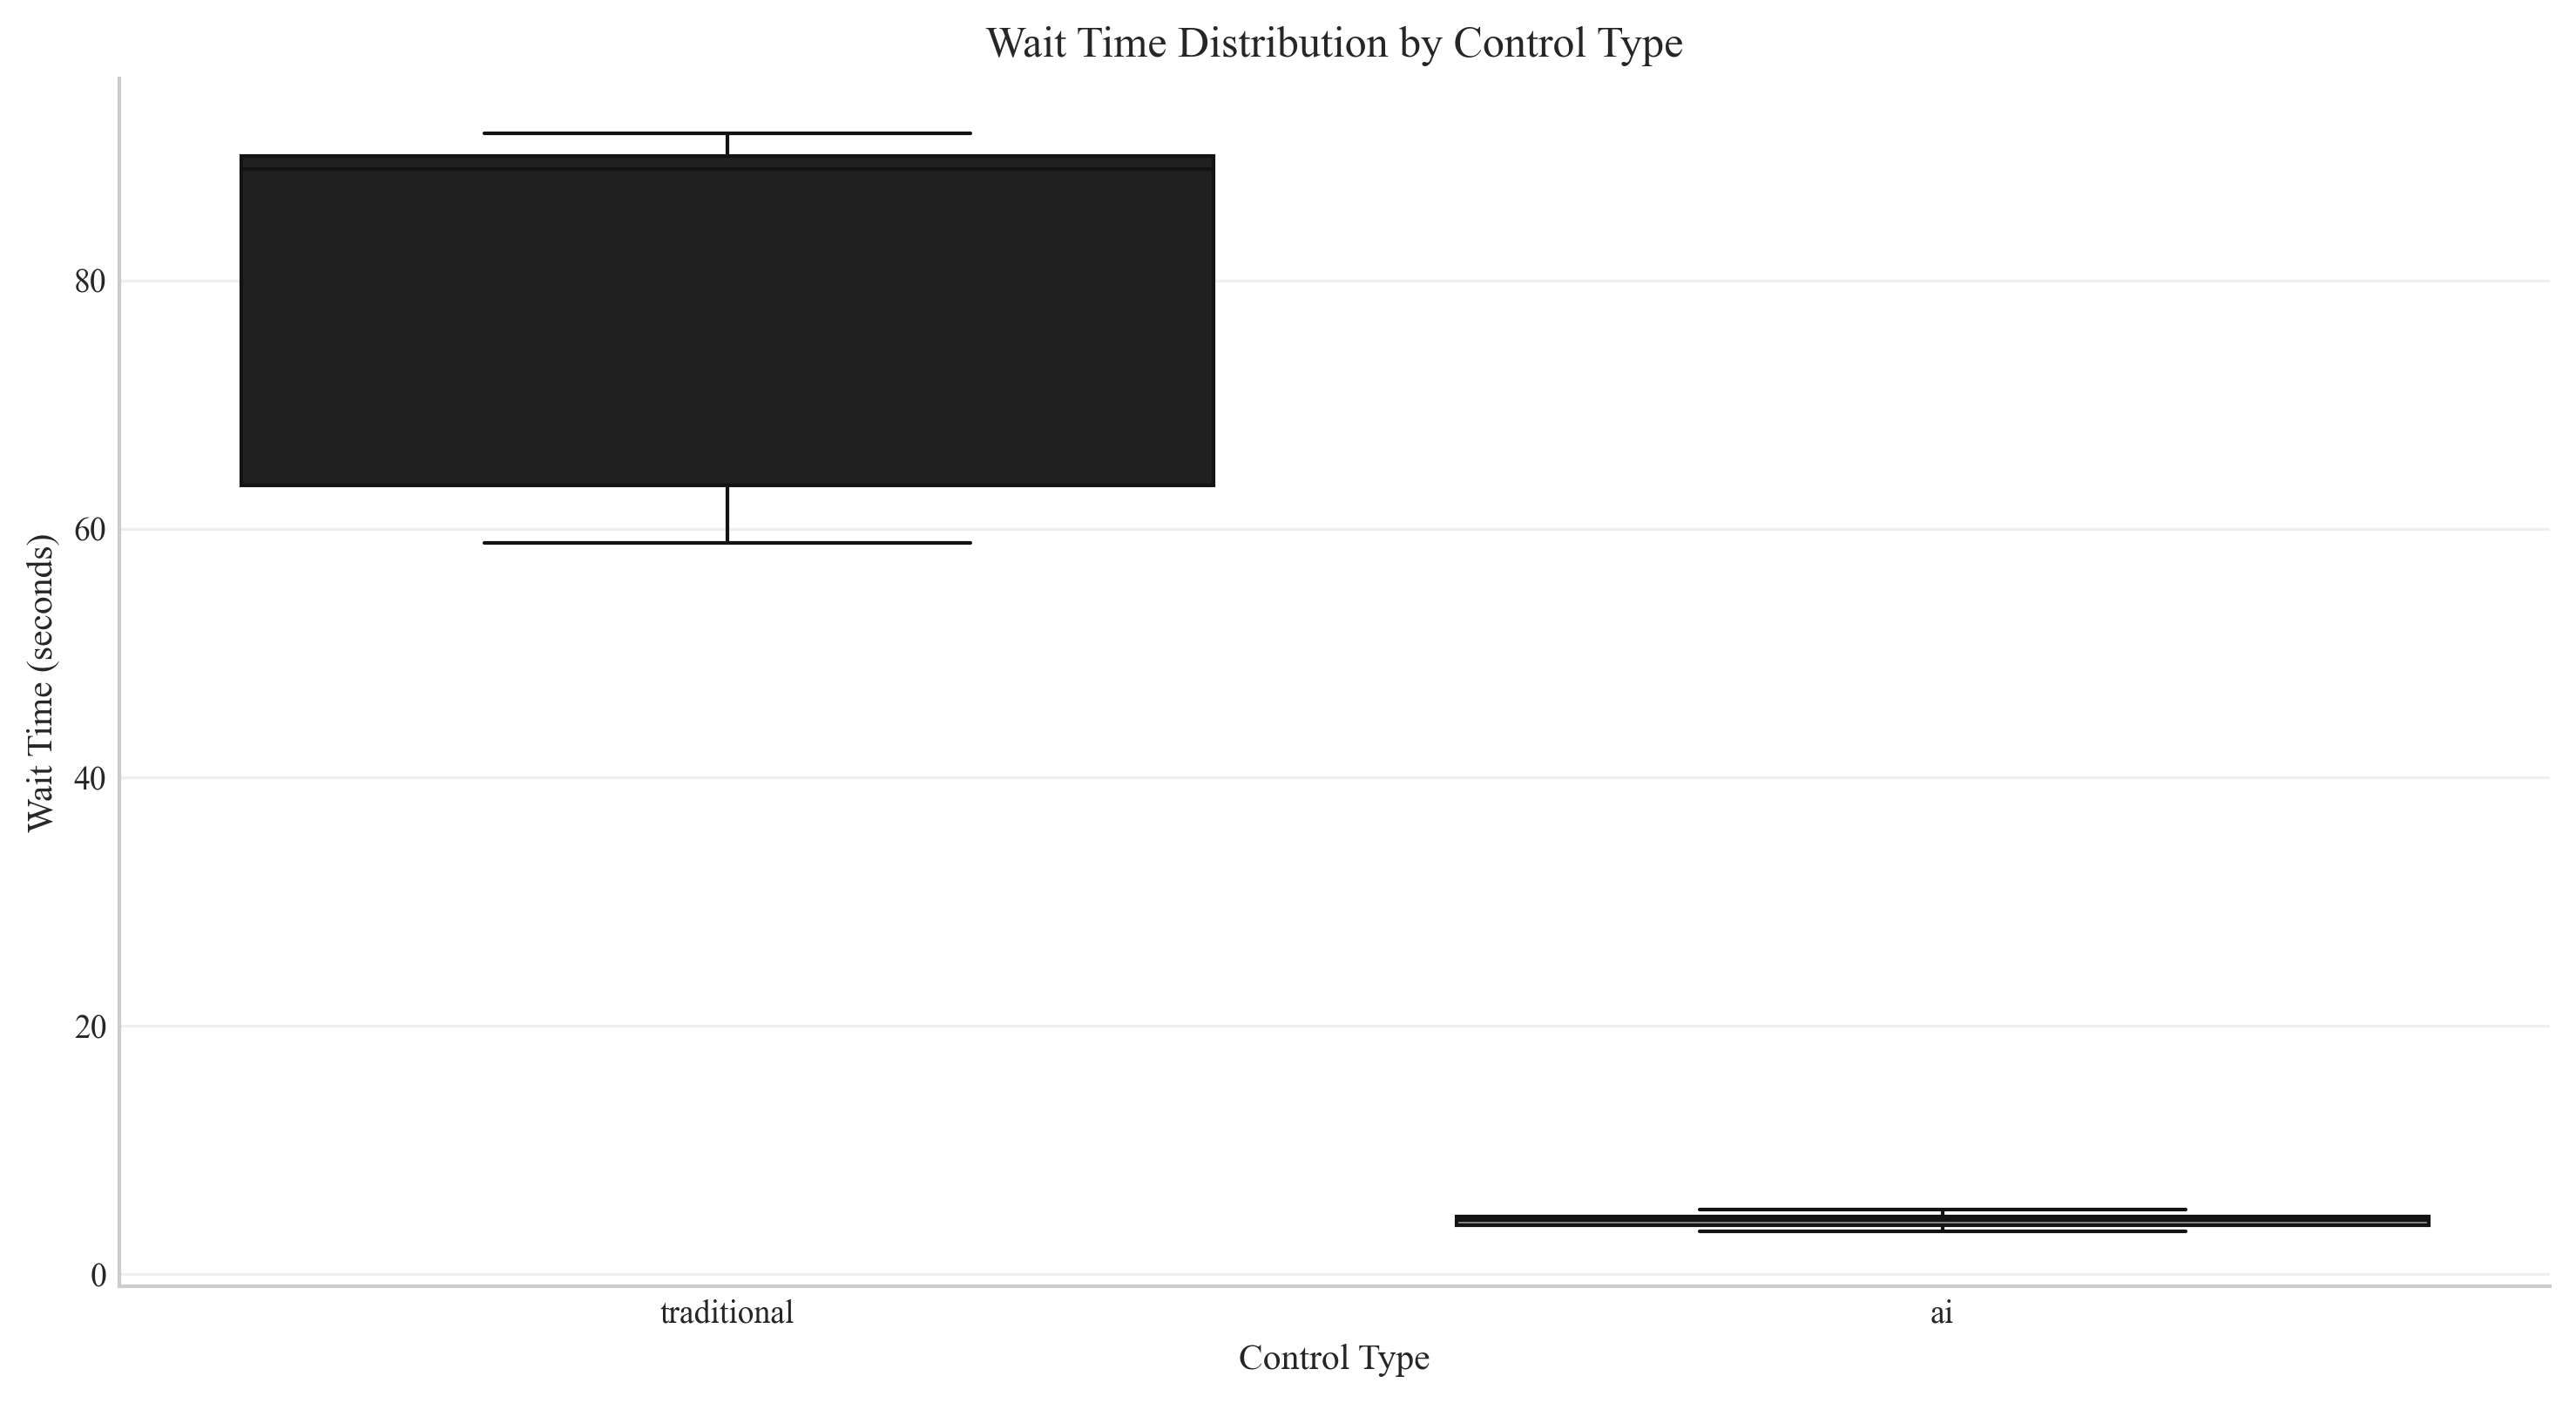 Wait Time Distribution by Control Type
Wait Time (seconds)
80
60
40
20
0
traditional
ai
Control Type